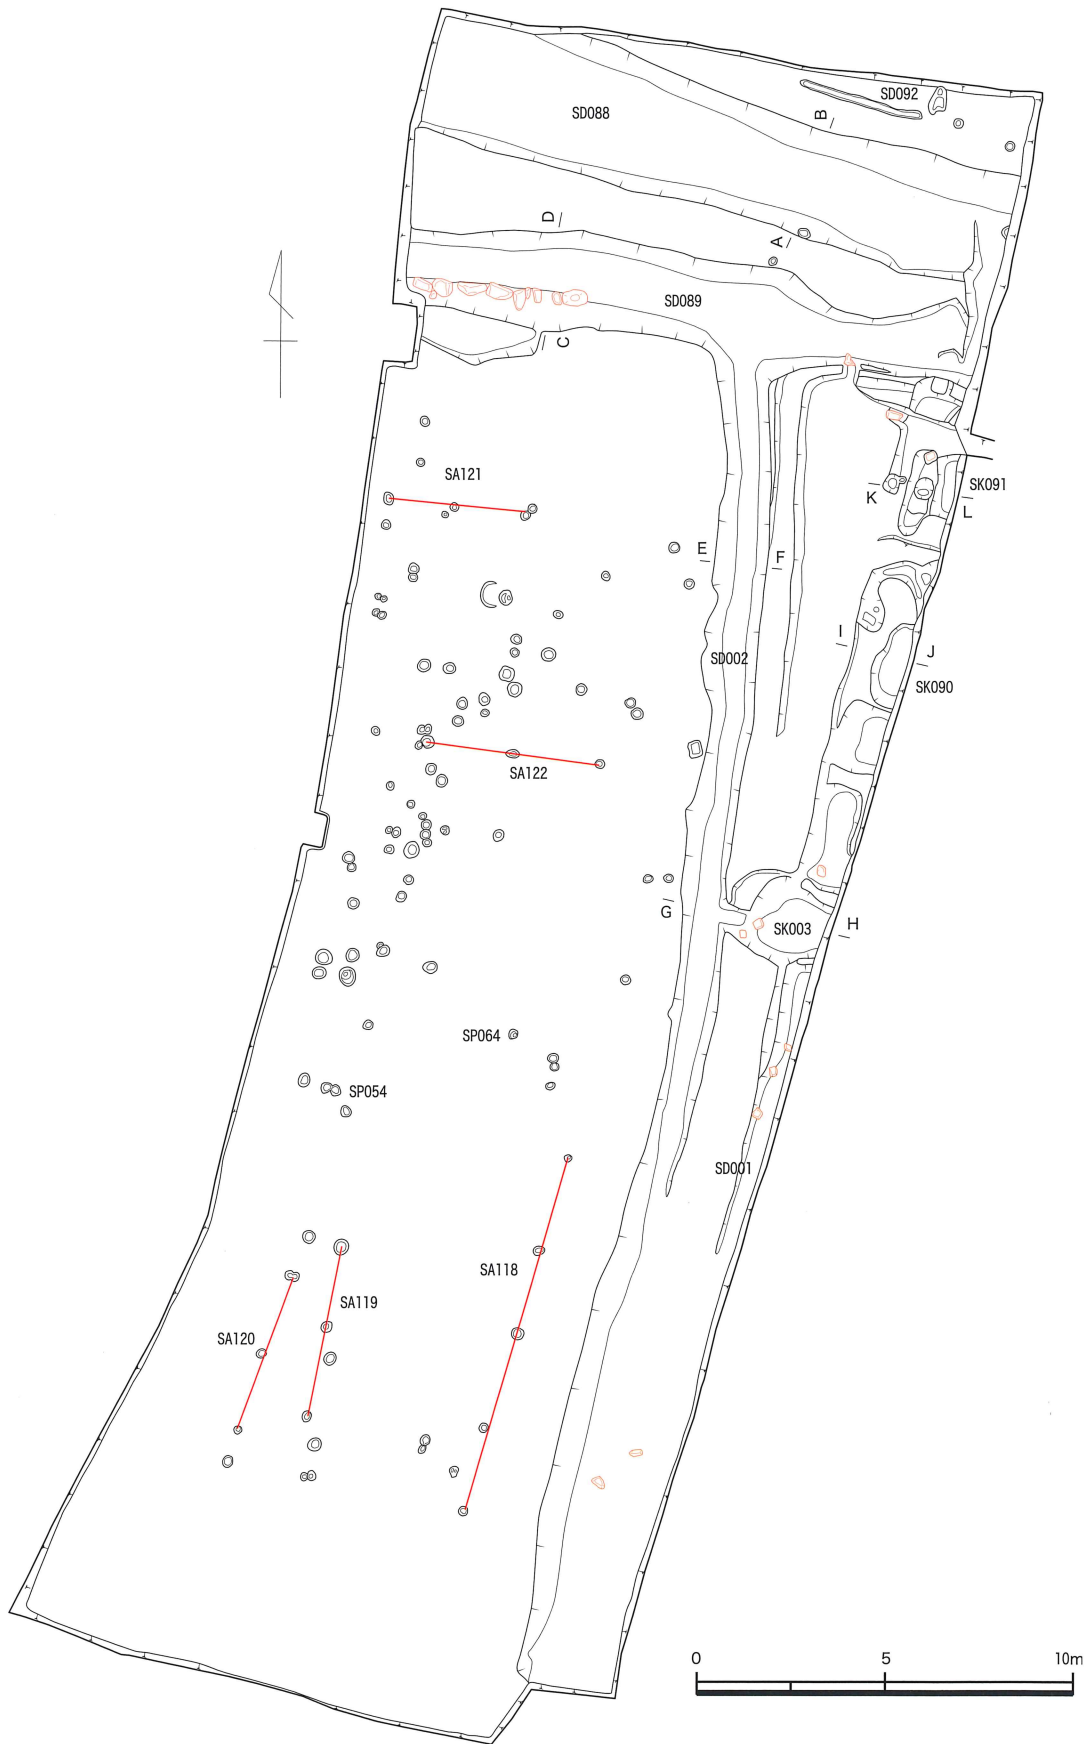 SD092
SD088
B
D
A
SD089
C
SA121
K
SK091
L
E
F
I
J
SD002
SK090
SA122
G
SK003
H
SP064
SP054
SD001
SA118
SA119
SA120
0 5 10m